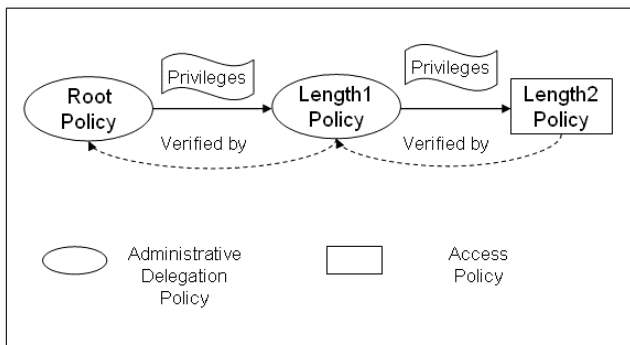 Privileges
Privileges
Root
Policy
Length1
Policy
Length2
Policy
Verified by
Verified by
Administrative
Delegation
Policy
Access
Policy